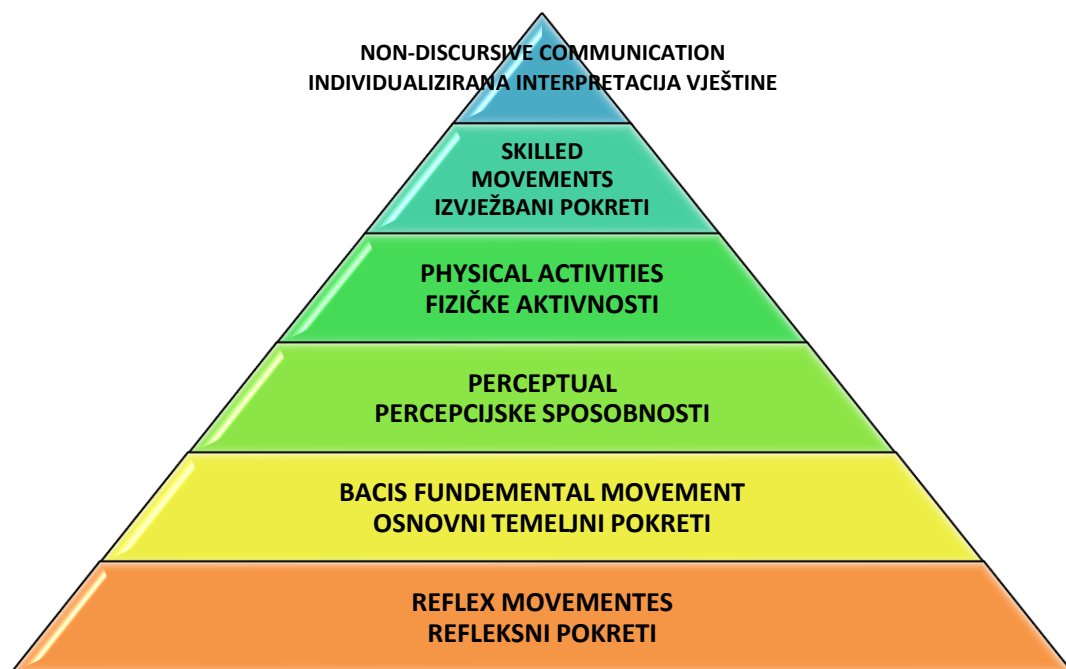 NON-DISCURSIVE COMMUNICATION
INDIVIDUALIZIRANA INTERPRETACIJA VJEŠTINE
SKILLED
MOVEMENTS
IZVJEŽBANI POKRETI
PHYSICAL ACTIVITIES
FIZIČKE AKTIVNOSTI
PERCEPTUAL
PERCEPCIJSKE SPOSOBNOSTI
BACIS FUNDEMENTAL MOVEMENT
OSNOVNI TEMELJNI POKRETI
REFLEX MOVEMENTES
REFLEKSNI POKRETI